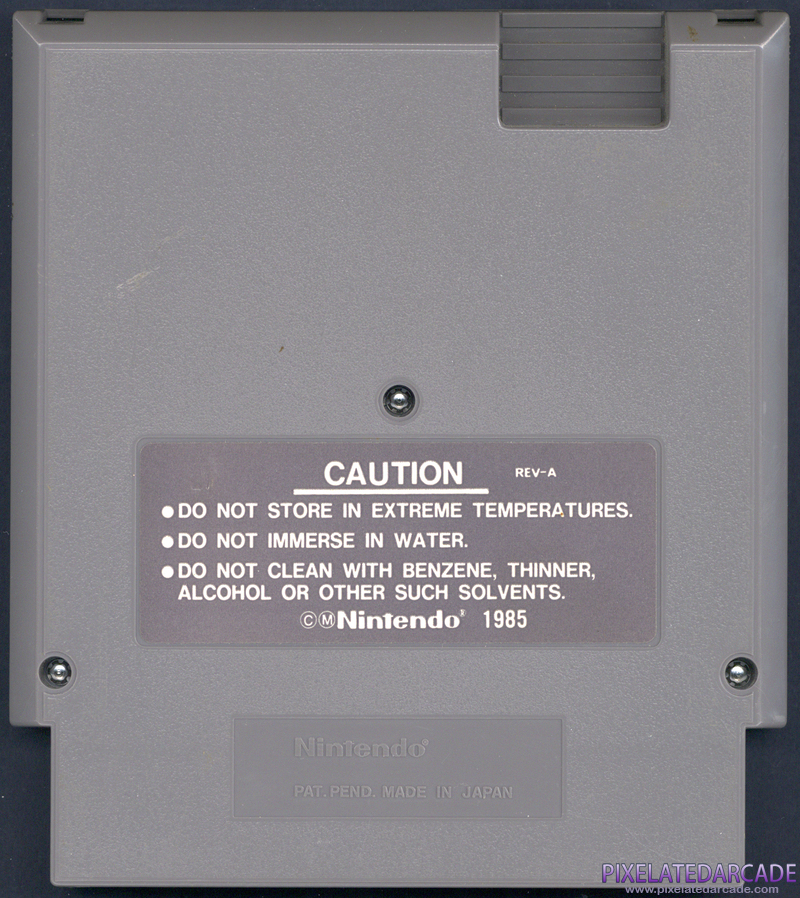 CAUTION REV-A
●DO NOT STORE IN EXTREME TEMPERATURES.
●DO NOT IMMERSE IN WATER.
●DO NOT CLEAN WITH BENZENE, THINNER,
ALCOHOL OR OTHER SUCH SOLVENTS.
ⒸⓂNintendo® 1985
Nintendo®
PAT. PEND. MADE IN JAPAN
PIXELATEDARCADE
www.pixelatedarcade.com